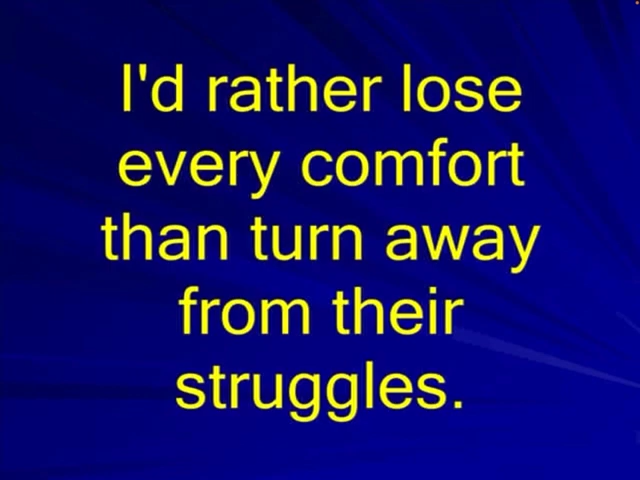 I'd rather lose
every comfort
than turn away
from their
struggles.